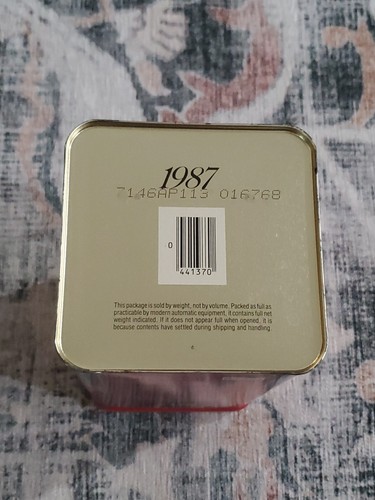 1987
7146AP113 016768
0
441370
This package is sold by weight, not by volume. Packed as full as
practicable by modern automatic equipment, it contains full net
weight indicated. If it does not appear full when opened, it is
because contents have settled during shipping and handling.